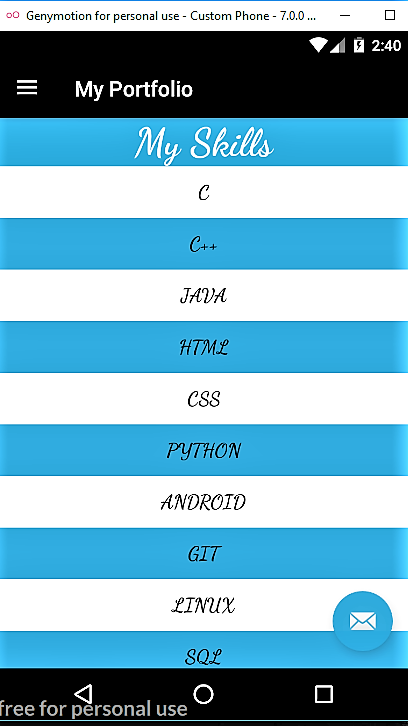 Genymotion for personal use - Custom Phone - 7.0.0 ...
2:40
My Portfolio
My Skills
C
C++
JAVA
HTML
CSS
PYTHON
ANDROID
GIT
LINUX
SQL
free for personal use